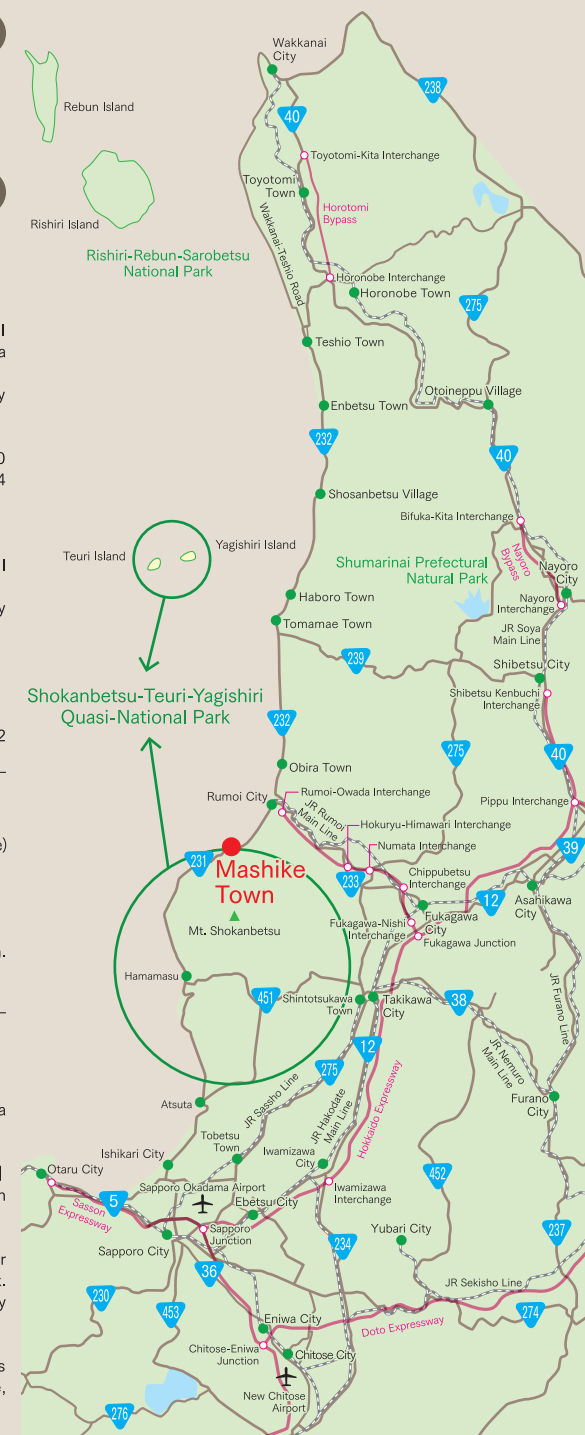 Wakkanai
City
238
Rebun Island
40
Toyotomi-Kita Interchange
Toyotomi
Town
Horotomi
Bypass
Rishiri Island
Wakkanai-Teshio Road
Rishiri-Rebun-Sarobetsu
National Park
Horonobe Interchange
Horonobe Town
275
Teshio Town
Otoineppu Village
Enbetsu Town
232
40
Shosanbetsu Village
Bifuka-Kita Interchange
Nayoro
Bypass
Teuri Island
Yagishiri Island
Shumarinai Prefectural
Natural Park
Nayoro
City
Nayoro
Interchange
Haboro Town
Tomamae Town
JR Soya
Main Line
239
Shibetsu City
Shokanbetsu-Teuri-Yagishiri
Quasi-National Park
Shibetsu Kenbuchi
Interchange
232
275
40
Obira Town
Rumoi City
Rumoi-Owada Interchange
Pippu Interchange
JR Rumoi
Main Line
Hokuryu-Himawari Interchange
Numata Interchange
39
231
Mashike
Town
233
Chippubetsu
Interchange
12
Asahikawa
City
Mt. Shokanbetsu
Fukagawa-Nishi
Interchange
Fukagawa
City
Fukagawa Junction
Hamamasu
451
Shintotsukawa
Town
Takikawa
City
38
JR Furano Line
12
275
JR Nemuro
Main Line
Atsuta
JR Sassho Line
JR Hakodate
Main Line
Hokkaido Expressway
Furano
City
Ishikari City
Tobetsu
Town
Iwamizawa
City
452
Otaru City
Sapporo Okadama Airport
Iwamizawa
Interchange
5
Sasson
Expressway
Ebetsu City
Sapporo
Junction
Sapporo City
234
Yubari City
237
36
230
453
JR Sekisho Line
274
Eniwa City
Doto Expressway
Chitose-Eniwa
Junction
Chitose City
New Chitose
Airport
276
l
a
y
0
4
l
y
2
–
e)
n.
–
a
l
n
r
k.
y
s
e,